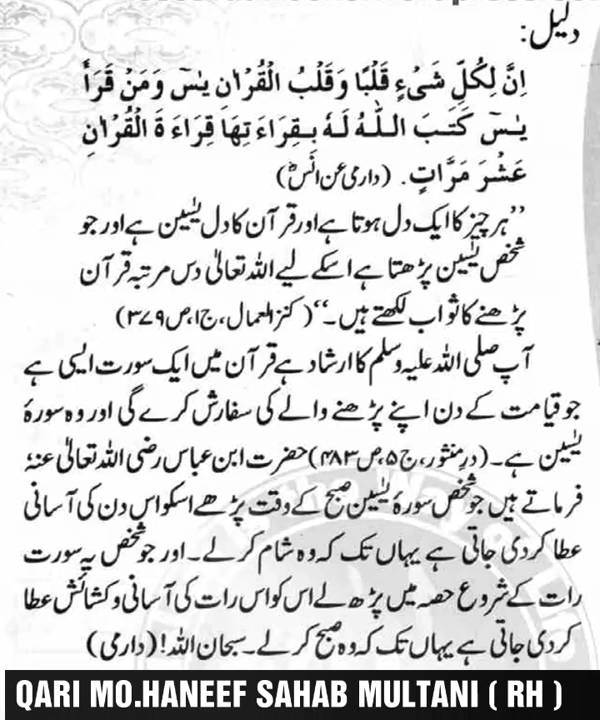 دلیل:
اِنَّ لِكُلِّ شَیْءٍ قَلْبًا وَقَلْبُ الْقُرْاٰنِ یٰسٓ وَمَنْ قَرَأَ
یٰسٓ كَتَبَ اللّٰهُ لَهٗ بِقِرَاءَتِهَا قِرَاءَةَ الْقُرْاٰنِ
عَشْرَ مَرَّاتٍ. (دارمی عن انسؓ)
”ہر چیز کا ایک دل ہوتا ہے اور قرآن کا دل یٰسین ہے اور جو
شخص یٰسین پڑھتا ہے اسکے لیے اللہ تعالیٰ دس مرتبہ قرآن
پڑھنے کا ثواب لکھتے ہیں۔“ (کنز العمال، ج۱، ص۳۷۹)
آپ صلی اللہ علیہ وسلم کا ارشاد ہے قرآن میں ایک سورت ایسی ہے
جو قیامت کے دن اپنے پڑھنے والے کی سفارش کرے گی اور وہ سورۂ
یٰسین ہے۔ (درمنثور، ج۵، ص۴۸۳) حضرت ابن عباس رضی اللہ تعالیٰ عنہٗ
فرماتے ہیں جو شخص سورۂ یٰسین صبح کے وقت پڑھے اسکو اس دن کی آسانی
عطا کردی جاتی ہے یہاں تک کہ وہ شام کرلے۔ اور جو شخص یہ سورت
رات کے شروع حصہ میں پڑھ لے اس کو اس رات کی آسانی و کشائش عطا
کردی جاتی ہے یہاں تک کہ وہ صبح کرلے۔ سبحان اللہ! (دارمی)
QARI MO.HANEEF SAHAB MULTANI ( RH )